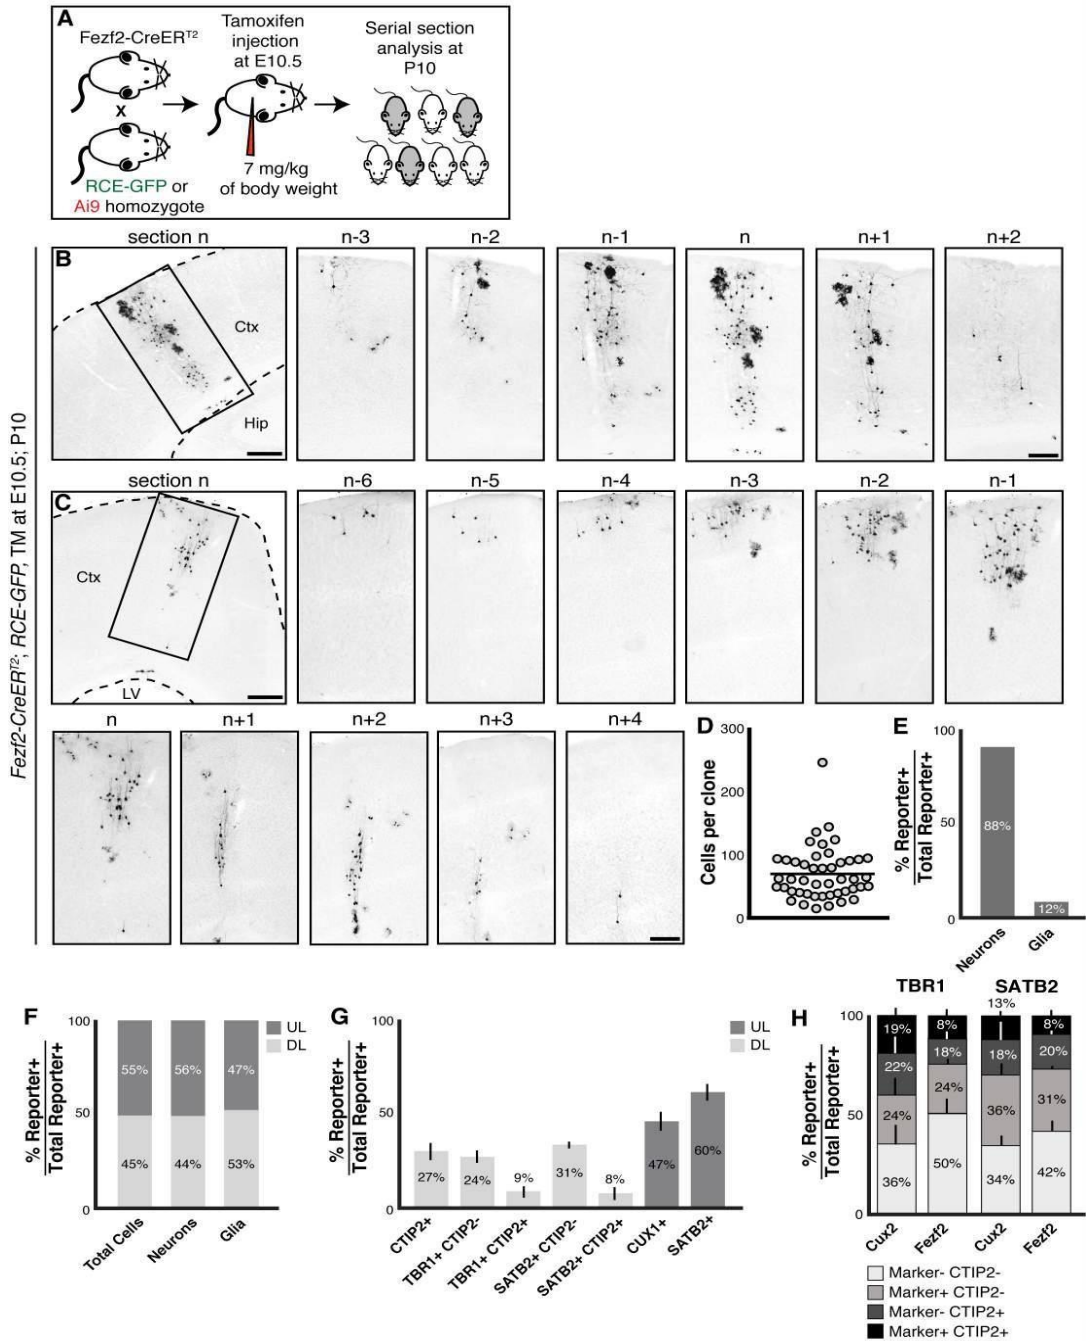 A
Fezf2-CreERT2
X
RCE-GFP or
Ai9 homozygote
Tamoxifen
injection
at E10.5
7 mg/kg
of body weight
Serial section
analysis at
P10
Fezf2-CreERT2; RCE-GFP, TM at E10.5; P10
section n
n-3
n-2
n-1
n
n+1
n+2
B
Ctx
Hip
section n
n-6
n-5
n-4
n-3
n-2
n-1
C
Ctx
LV
n
n+1
n+2
n+3
n+4
D
Cells per clone
300
200
100
0
E
% Reporter+
Total Reporter+
100
50
0
88%
12%
Neurons
Glia
F
% Reporter+
Total Reporter+
100
50
0
55%
56%
47%
45%
44%
53%
Total Cells
Neurons
Glia
UL
DL
G
% Reporter+
Total Reporter+
100
50
0
27%
24%
9%
31%
8%
47%
60%
CTIP2+
TBR1+ CTIP2-
TBR1+ CTIP2+
SATB2+ CTIP2-
SATB2+ CTIP2+
CUX1+
SATB2+
UL
DL
H
TBR1
SATB2
% Reporter+
Total Reporter+
100
50
0
13%
19%
8%
8%
22%
18%
18%
20%
24%
24%
36%
31%
36%
50%
34%
42%
Cux2
Fezf2
Cux2
Fezf2
Marker- CTIP2-
Marker+ CTIP2-
Marker- CTIP2+
Marker+ CTIP2+